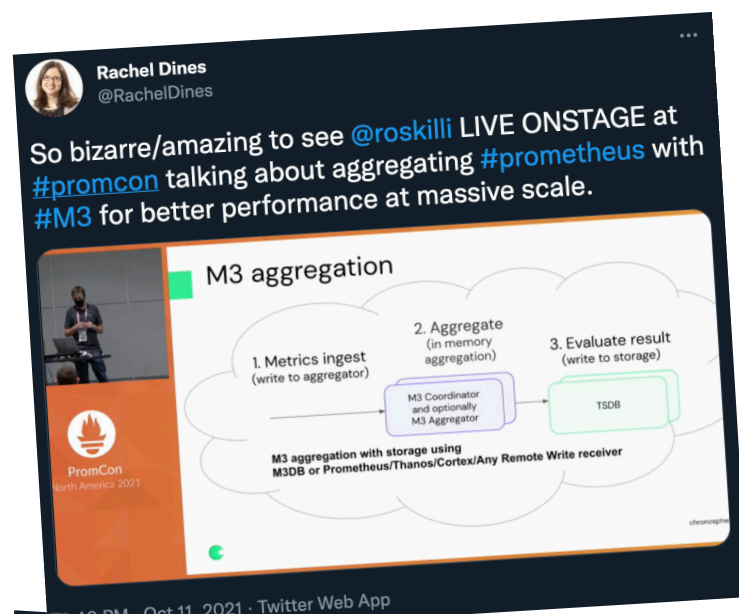 Rachel Dines
@RachelDines
So bizarre/amazing to see @roskilli LIVE ONSTAGE at
#promcon talking about aggregating #prometheus with
#M3 for better performance at massive scale.
M3 aggregation
1. Metrics ingest
(write to aggregator)
2. Aggregate
(in memory
aggregation)
3. Evaluate result
(write to storage)
M3 Coordinator
and optionally
M3 Aggregator
TSDB
M3 aggregation with storage using
M3DB or Prometheus/Thanos/Cortex/Any Remote Write receiver
PromCon
North America 2021
chronosphe
PM · Oct 11, 2021 · Twitter Web App